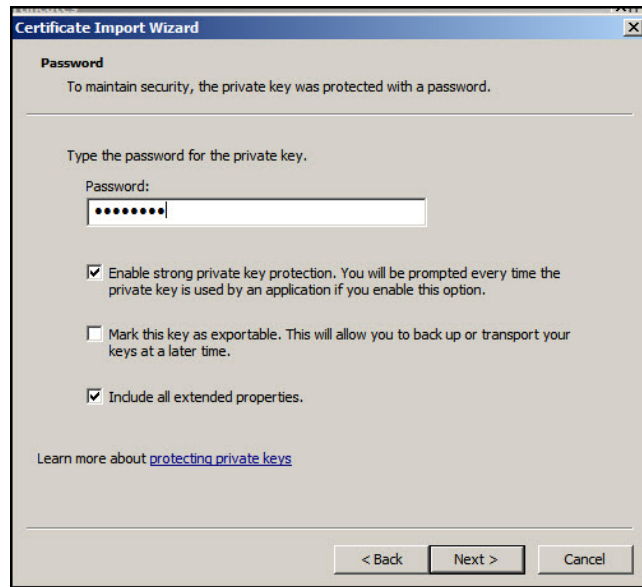 Certificate Import Wizard
Password
To maintain security, the private key was protected with a password.
Type the password for the private key.
Password:
••••••••
Enable strong private key protection. You will be prompted every time the
private key is used by an application if you enable this option.
Mark this key as exportable. This will allow you to back up or transport your
keys at a later time.
Include all extended properties.
Learn more about protecting private keys
< Back Next > Cancel